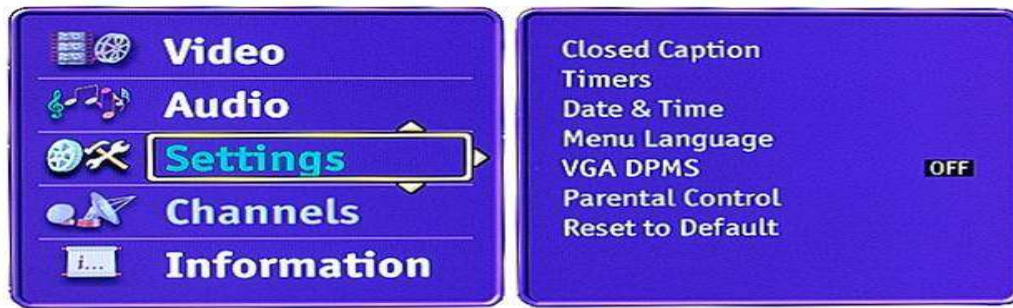 Video
Audio
Settings
Channels
i... Information
Closed Caption
Timers
Date & Time
Menu Language
VGA DPMS OFF
Parental Control
Reset to Default